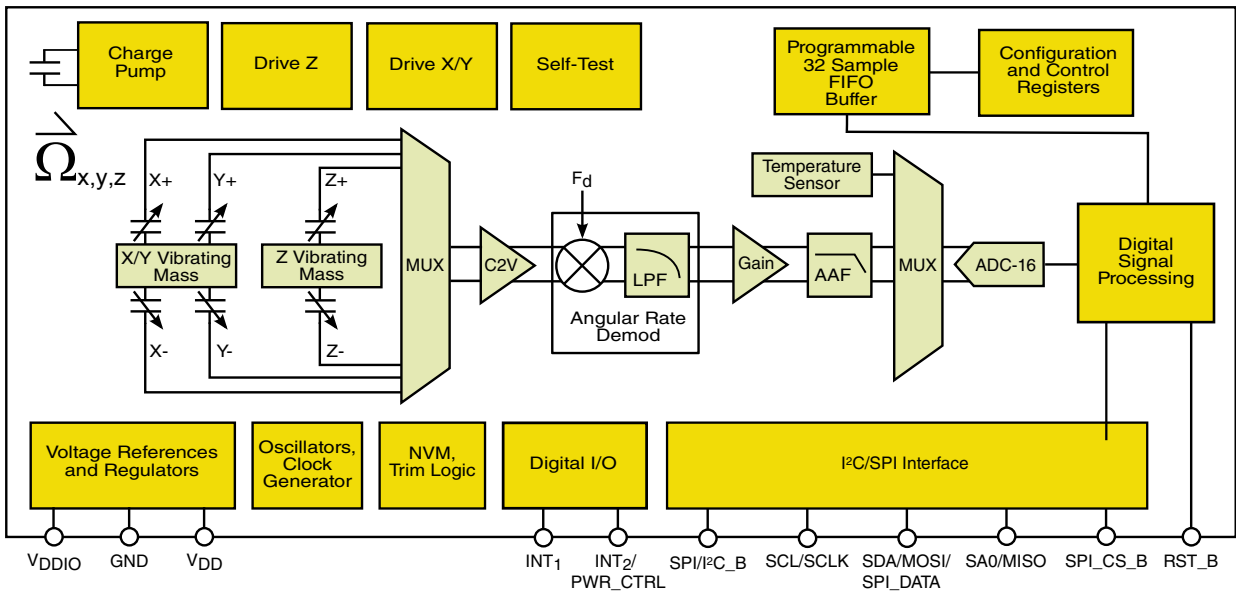 Charge
Pump
Drive Z
Drive X/Y
Self-Test
Programmable
32 Sample
FIFO
Buffer
Configuration
and Control
Registers
Ωx,y,z
X+
Y+
Z+
Fd
Temperature
Sensor
X/Y Vibrating
Mass
Z Vibrating
Mass
MUX
C2V
LPF
Angular Rate
Demod
Gain
AAF
MUX
ADC-16
Digital
Signal
Processing
X-
Y-
Z-
Voltage References
and Regulators
Oscillators,
Clock
Generator
NVM,
Trim Logic
Digital I/O
I²C/SPI Interface
VDDIO
GND
VDD
INT1
INT2/
PWR_CTRL
SPI/I²C_B
SCL/SCLK
SDA/MOSI/
SPI_DATA
SA0/MISO
SPI_CS_B
RST_B